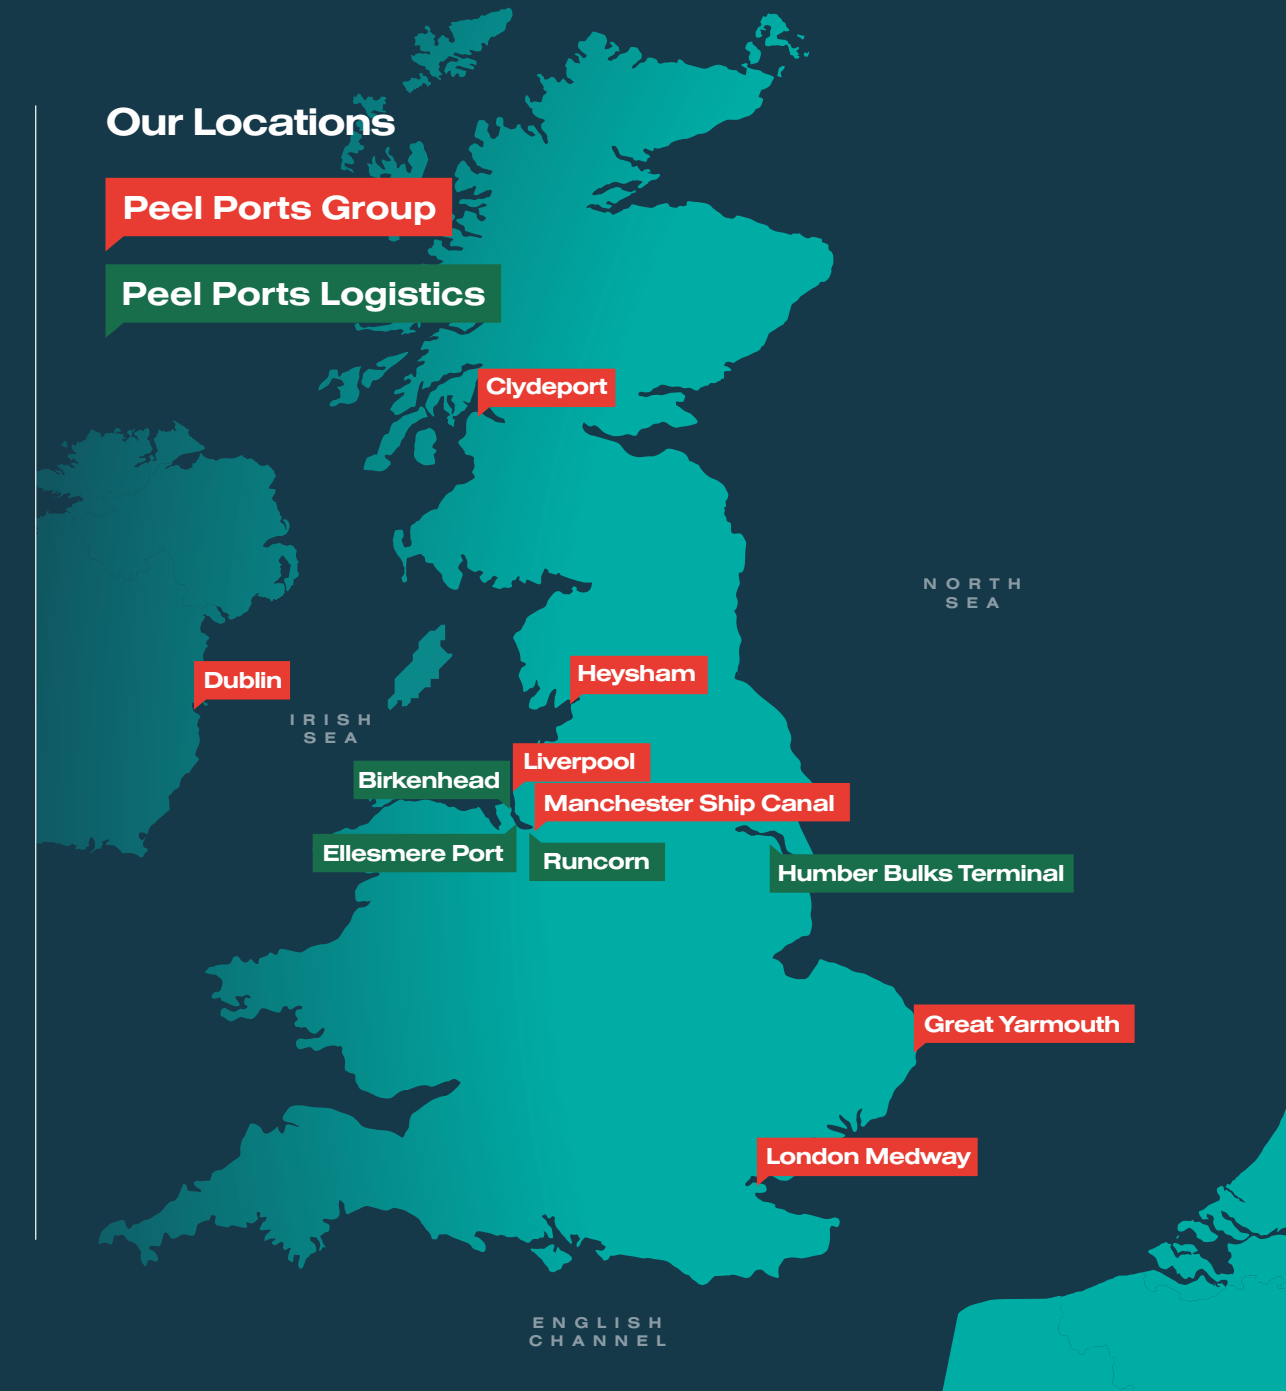 Our Locations
Peel Ports Group
Peel Ports Logistics
Clydeport
NORTH
SEA
Heysham
Dublin
IRISH
SEA
Liverpool
Birkenhead
Manchester Ship Canal
Ellesmere Port
Runcorn
Humber Bulks Terminal
Great Yarmouth
London Medway
ENGLISH
CHANNEL